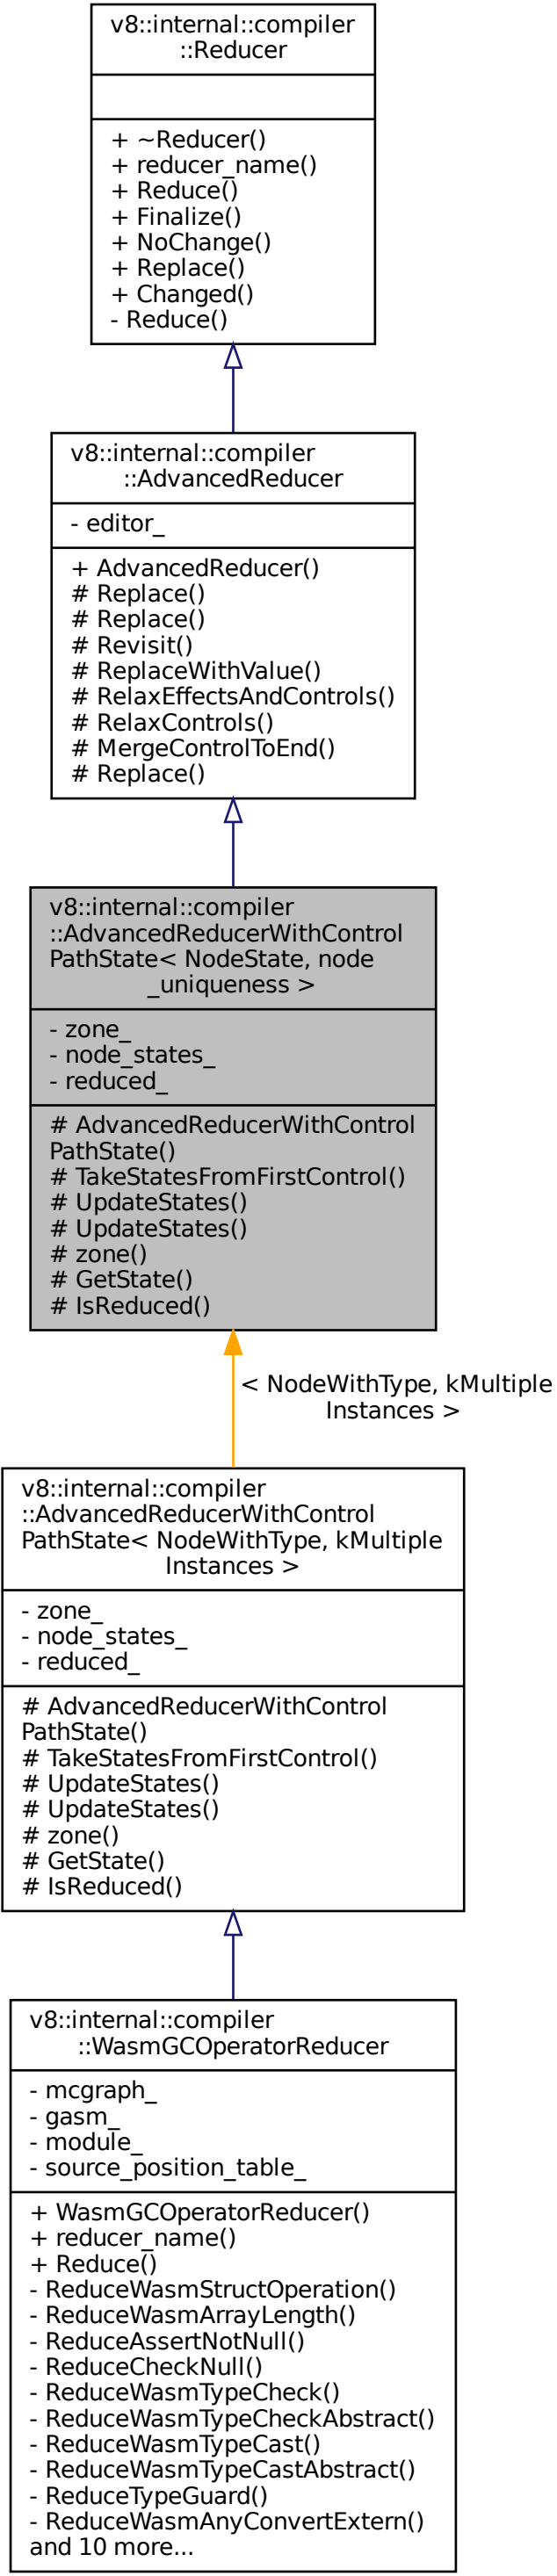 v8::internal::compiler
::Reducer
+ ~Reducer()
+ reducer_name()
+ Reduce()
+ Finalize()
+ NoChange()
+ Replace()
+ Changed()
- Reduce()
v8::internal::compiler
::AdvancedReducer
- editor_
+ AdvancedReducer()
# Replace()
# Replace()
# Revisit()
# ReplaceWithValue()
# RelaxEffectsAndControls()
# RelaxControls()
# MergeControlToEnd()
# Replace()
v8::internal::compiler
::AdvancedReducerWithControl
PathState< NodeState, node
_uniqueness >
- zone_
- node_states_
- reduced_
# AdvancedReducerWithControl
PathState()
# TakeStatesFromFirstControl()
# UpdateStates()
# UpdateStates()
# zone()
# GetState()
# IsReduced()
< NodeWithType, kMultiple
Instances >
v8::internal::compiler
::AdvancedReducerWithControl
PathState< NodeWithType, kMultiple
Instances >
- zone_
- node_states_
- reduced_
# AdvancedReducerWithControl
PathState()
# TakeStatesFromFirstControl()
# UpdateStates()
# UpdateStates()
# zone()
# GetState()
# IsReduced()
v8::internal::compiler
::WasmGCOperatorReducer
- mcgraph_
- gasm_
- module_
- source_position_table_
+ WasmGCOperatorReducer()
+ reducer_name()
+ Reduce()
- ReduceWasmStructOperation()
- ReduceWasmArrayLength()
- ReduceAssertNotNull()
- ReduceCheckNull()
- ReduceWasmTypeCheck()
- ReduceWasmTypeCheckAbstract()
- ReduceWasmTypeCast()
- ReduceWasmTypeCastAbstract()
- ReduceTypeGuard()
- ReduceWasmAnyConvertExtern()
and 10 more...